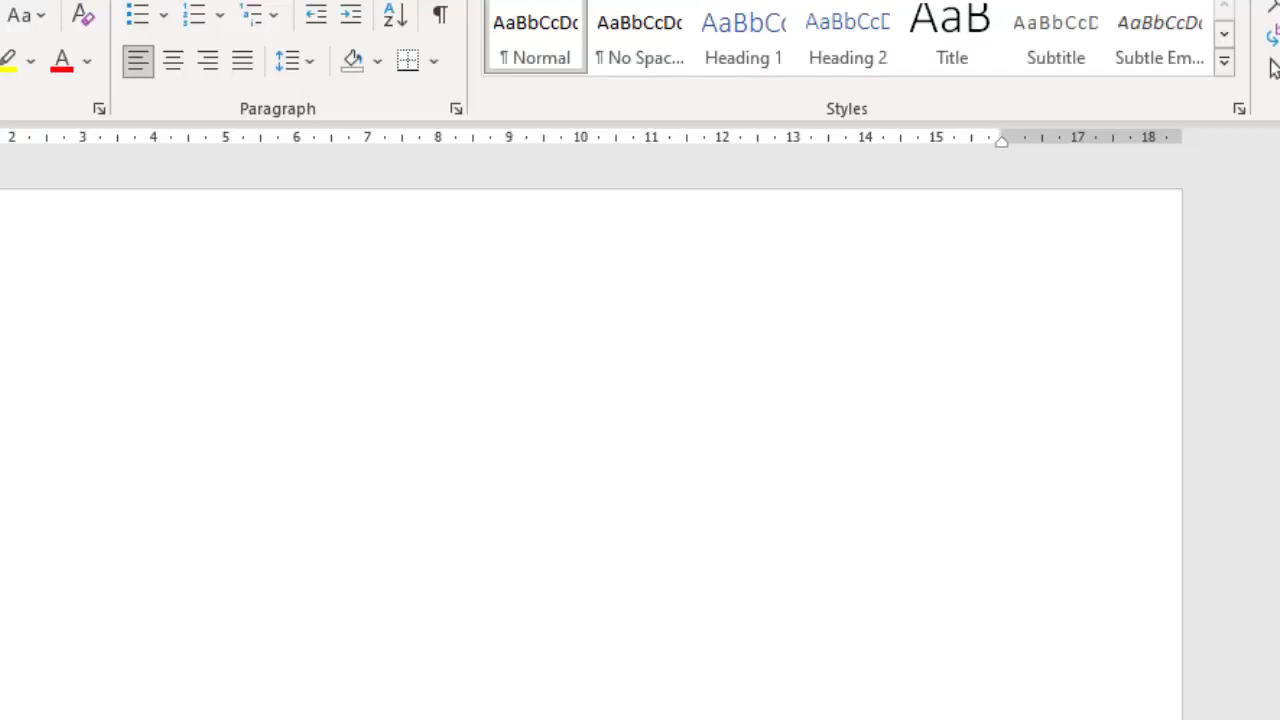 Aa A
A Z ¶
A
AaBbCcDc AaBbCcDc AaBbCc AaBbCcD AaB AaBbCcD AaBbCcDc
¶ Normal ¶ No Spac... Heading 1 Heading 2 Title Subtitle Subtle Em...
Paragraph Styles
2 3 4 5 6 7 8 9 10 11 12 13 14 15 17 18